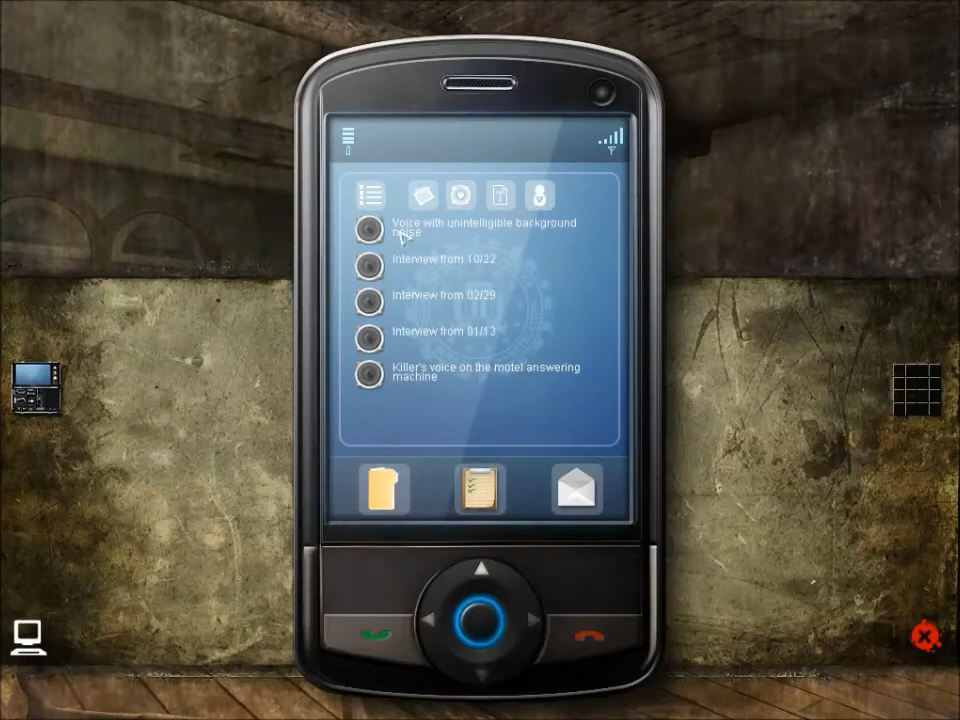 Voice with unintelligible background
noise
Interview from 10/22
Interview from 02/29
Interview from 01/13
Killer's voice on the motel answering
machine